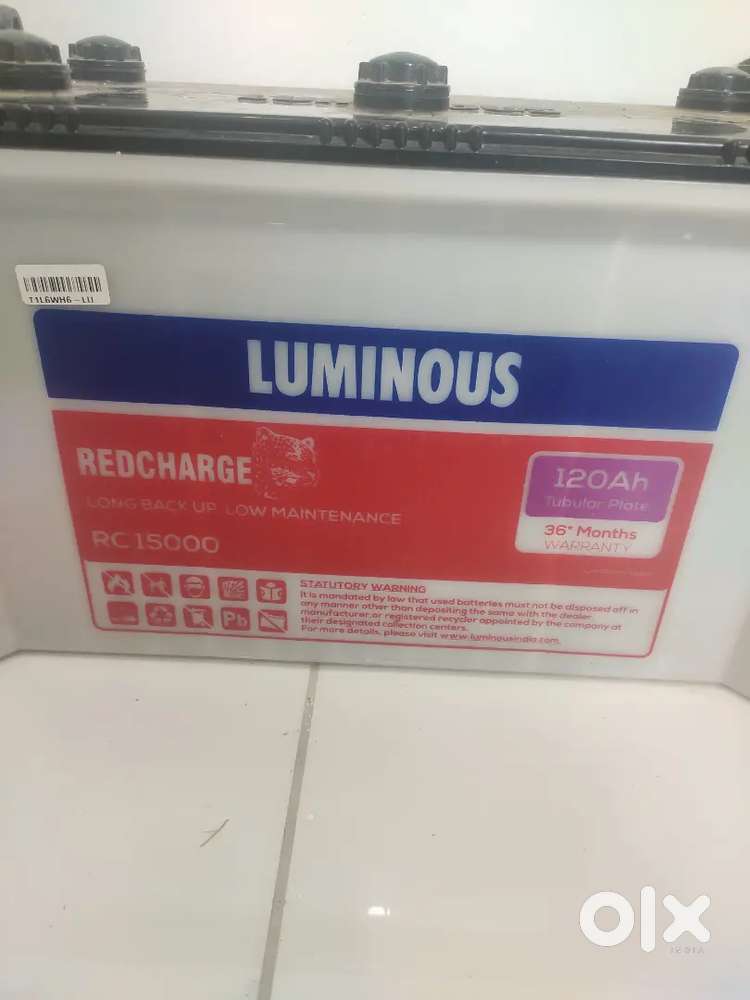 T1L6WH6-LU
LUMINOUS
REDCHARGE
LONG BACK UP, LOW MAINTENANCE
RC15000
120Ah
Tubular Plate
36* Months
WARRANTY
Pb
STATUTORY WARNING
It is mandated by law that used batteries must not be disposed off in
any manner other than depositing the same with the dealer,
manufacturer,or registered recycler appointed by the company at
their designated collection centers.
For more details, please visit www.luminousindia.com.
olx
INDIA